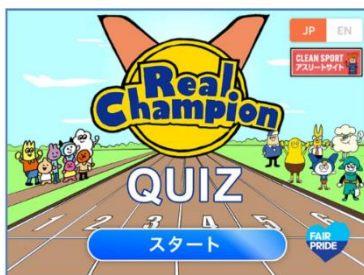 JP EN
CLEAN SPORT
アスリートサイト
Real
Champion
QUIZ
1 2 3 4 5 6
スタート
FAIR
PRIDE